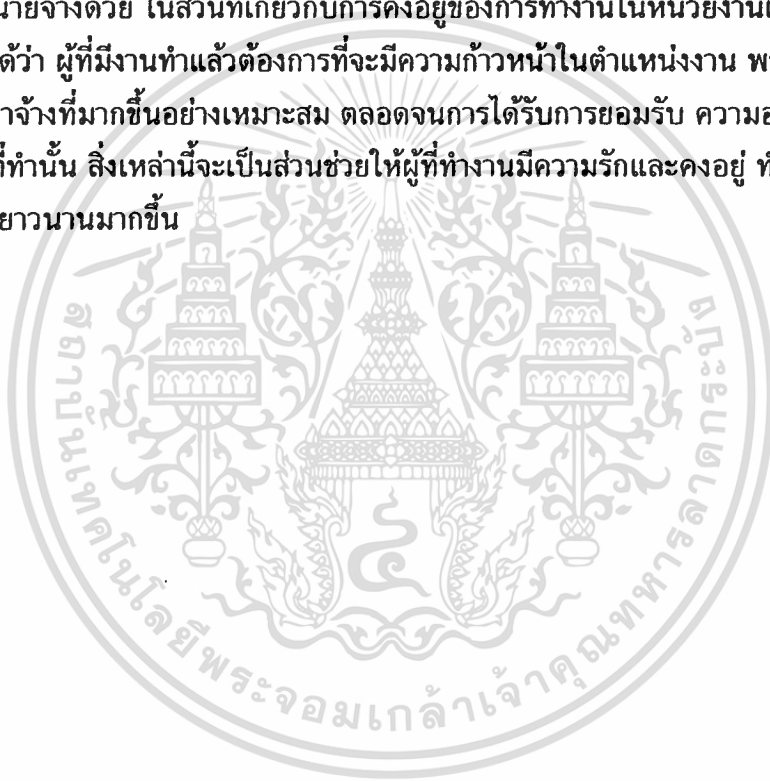 นายจ้างด้วย ในส่วนที่เกี่ยวกับการคงอยู่ของการทำงานในหน่วยงาน
ได้ว่า ผู้ที่มีงานทำแล้วต้องการที่จะมีความก้าวหน้าในตำแหน่งงาน
จ้างที่มากขึ้นอย่างเหมาะสม ตลอดจนการได้รับการยอมรับ
ที่ทำนั้น สิ่งเหล่านี้จะเป็นส่วนช่วยให้ผู้ที่ทำงานมีความรักและคงอยู่
ยาวนานมากขึ้น
สถาบันเทคโนโลยีพระจอมเกล้าเจ้าคุณทหารลาดกระบัง
๔